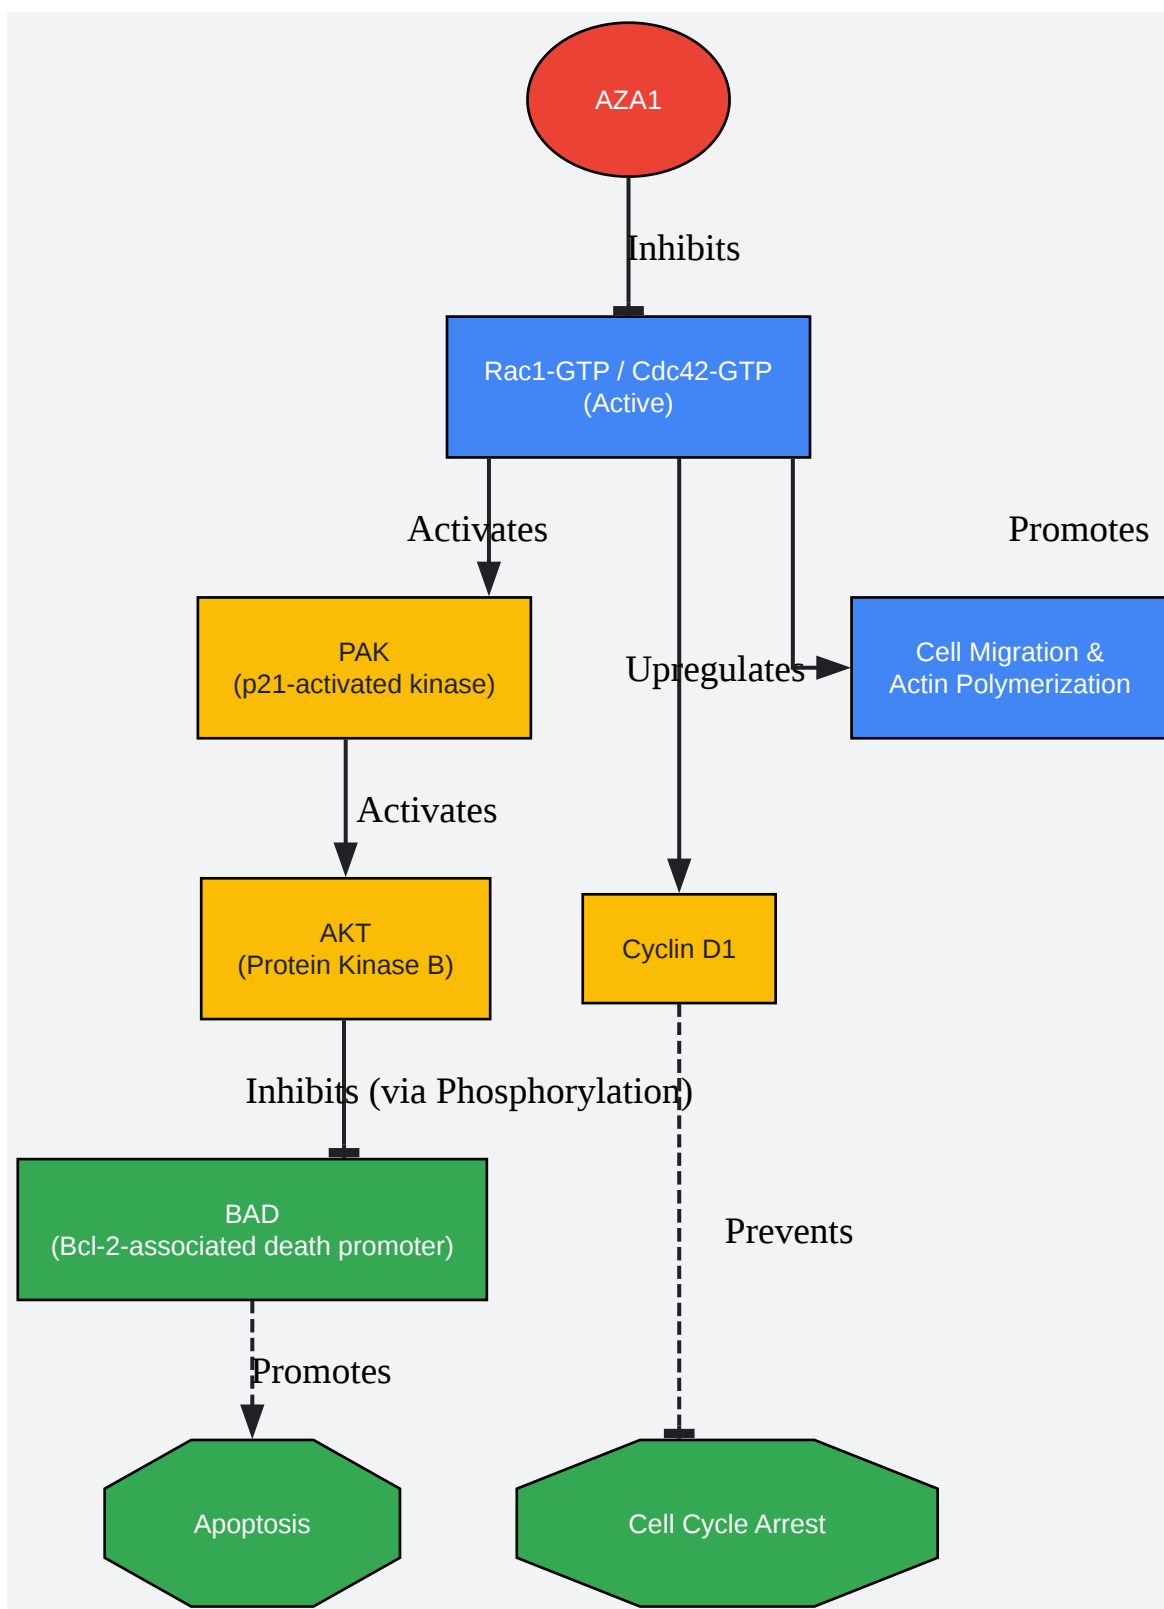 AZA1
Inhibits
Rac1-GTP / Cdc42-GTP
(Active)
Activates
Promotes
PAK
(p21-activated kinase)
Upregulates
Cell Migration &
Actin Polymerization
Activates
AKT
(Protein Kinase B)
Cyclin D1
Inhibits (via Phosphorylation)
BAD
(Bcl-2-associated death promoter)
Prevents
Promotes
Apoptosis
Cell Cycle Arrest